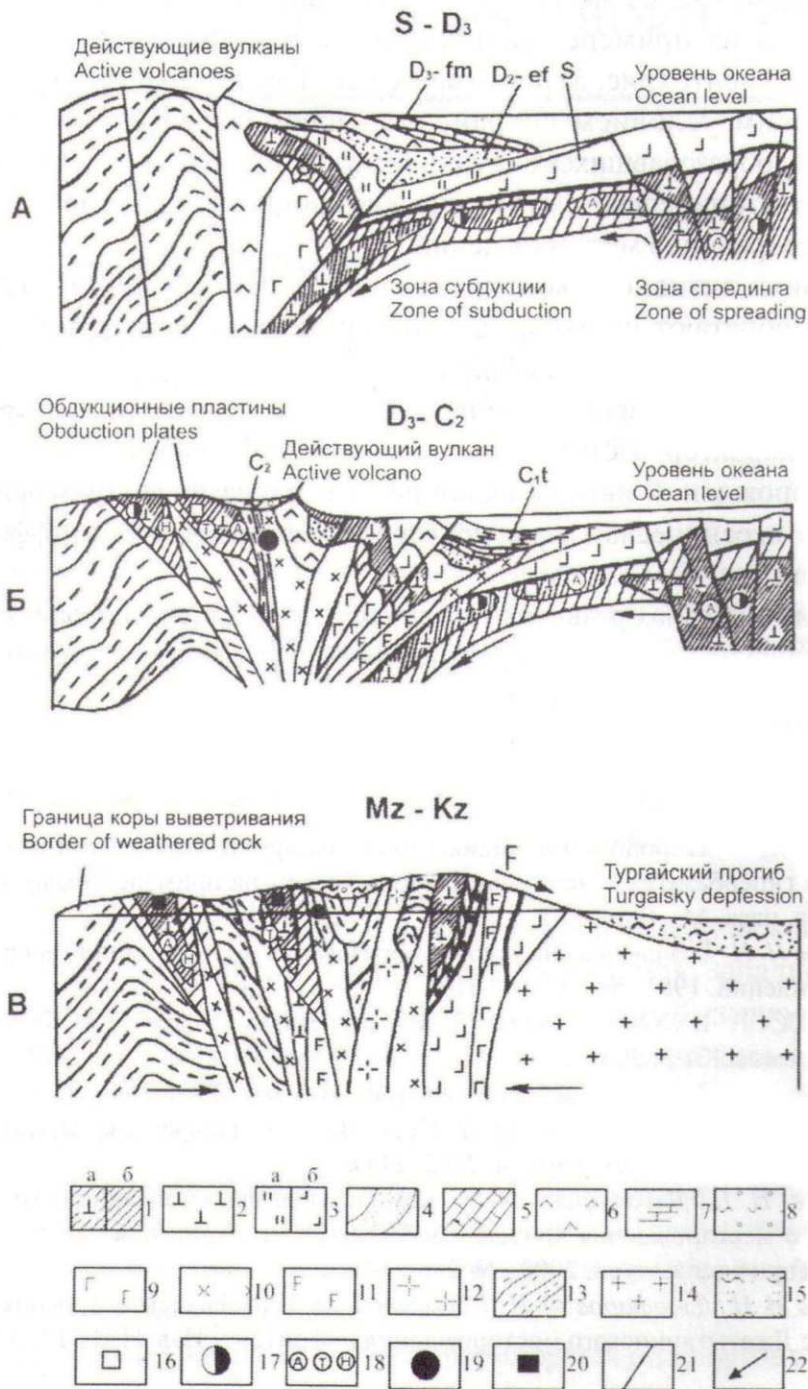 S - D₃
Действующие вулканы
Active volcanoes
D₃- fm
D₂- ef
S
Уровень океана
Ocean level
А
Г
Г
Г
А
А
Зона субдукции
Zone of subduction
Зона спрединга
Zone of spreading
Обдукционные пластины
Obduction plates
D₃- C₂
C₂
Действующий вулкан
Active volcano
C₁t
Уровень океана
Ocean level
Б
Н
Т
А
А
А
Граница коры выветривания
Border of weathered rock
Mz - Kz
F
Тургайский прогиб
Turgaisky depfession
В
А
Н
Т
а б
1
2
а б
3
4
5
6
7
8
9
10
11
12
13
14
15
16
17
А Т Н 18
19
20
21
22